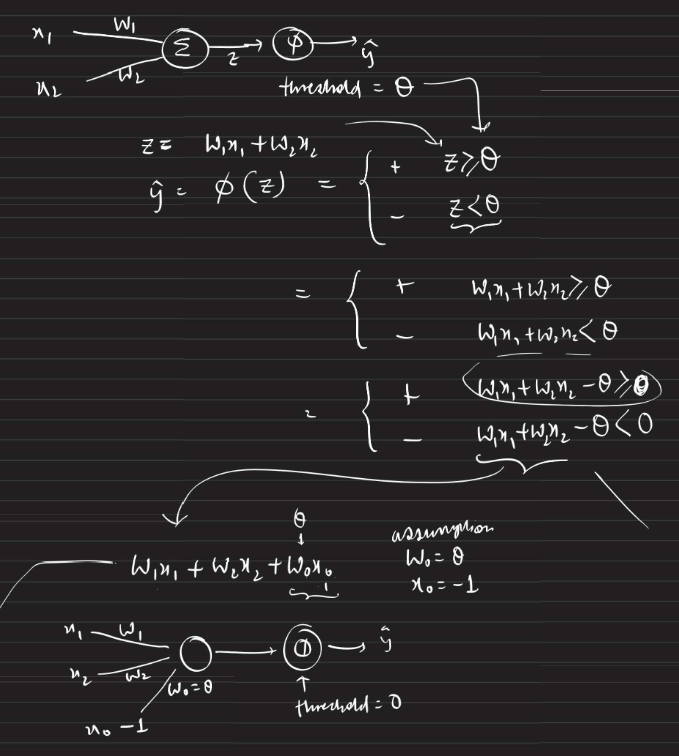 x₁ w₁ Σ z ϕ ŷ
x₂ w₂
threshold = θ
z = w₁x₁ + w₂x₂
ŷ = ϕ(z) = { + z ≥ θ
− z < θ
= { + w₁x₁ + w₂x₂ ≥ θ
− w₁x₁ + w₂x₂ < θ
= { + w₁x₁ + w₂x₂ − θ ≥ 0
− w₁x₁ + w₂x₂ − θ < 0
θ
assumption
w₁x₁ + w₂x₂ + w₀x₀
w₀ = θ
x₀ = −1
x₁ w₁ ϕ ŷ
x₂ w₂
w₀ = θ
threshold = 0
x₀ −1